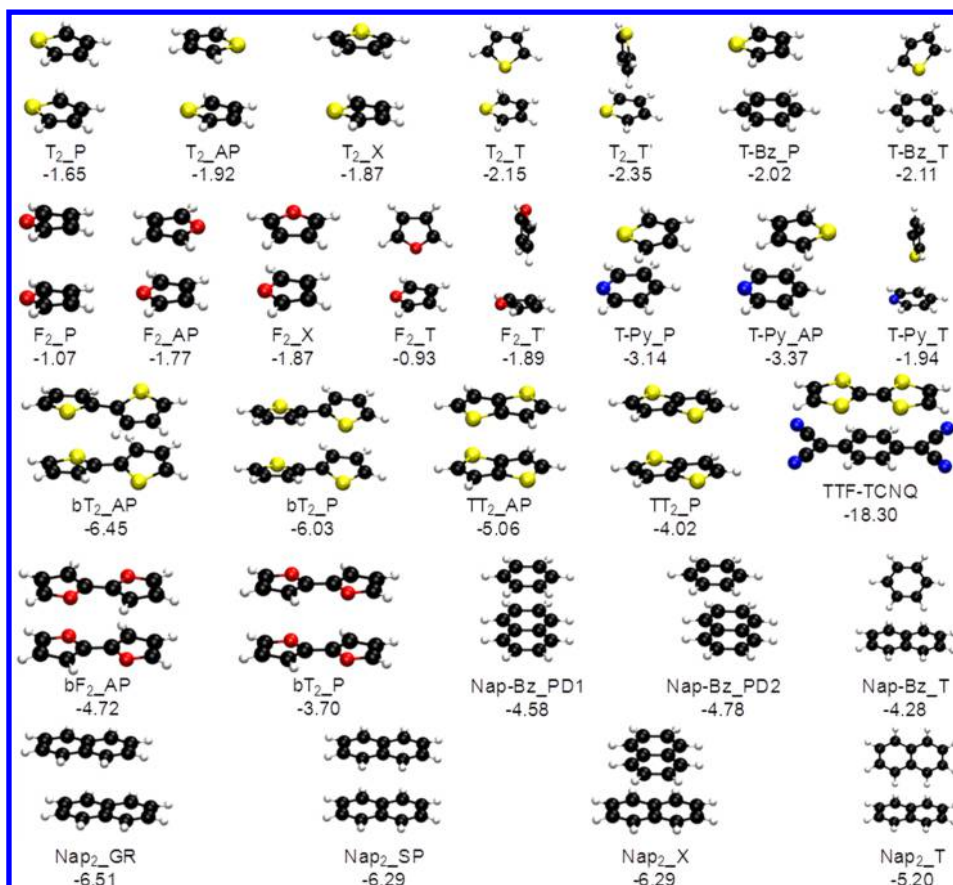 T₂_P T₂_AP T₂_X T₂_T T₂_T' T-Bz_P T-Bz_T
-1.65 -1.92 -1.87 -2.15 -2.35 -2.02 -2.11
F₂_P F₂_AP F₂_X F₂_T F₂_T' T-Py_P T-Py_AP T-Py_T
-1.07 -1.77 -1.87 -0.93 -1.89 -3.14 -3.37 -1.94
bT₂_AP bT₂_P TT₂_AP TT₂_P TTF-TCNQ
-6.45 -6.03 -5.06 -4.02 -18.30
bF₂_AP bT₂_P Nap-Bz_PD1 Nap-Bz_PD2 Nap-Bz_T
-4.72 -3.70 -4.58 -4.78 -4.28
Nap₂_GR Nap₂_SP Nap₂_X Nap₂_T
-6.51 -6.29 -6.29 -5.20